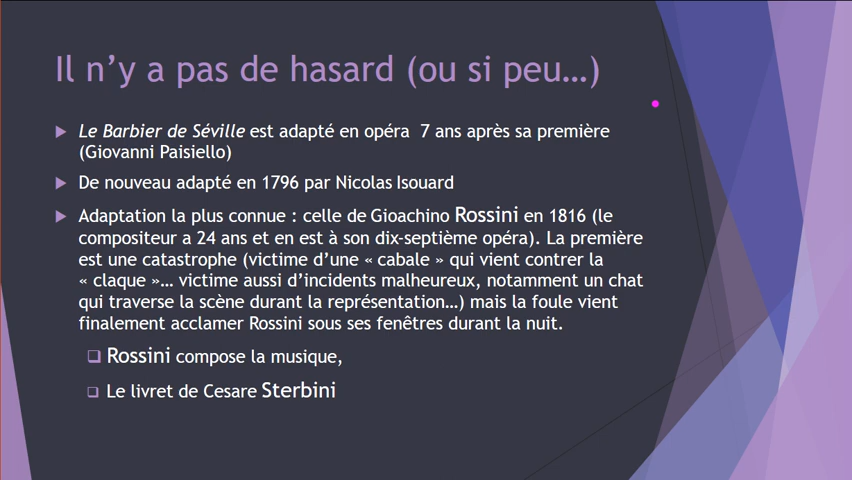 Il n’y a pas de hasard (ou si peu…)
Le Barbier de Séville est adapté en opéra 7 ans après sa première
(Giovanni Paisiello)
De nouveau adapté en 1796 par Nicolas Isouard
Adaptation la plus connue : celle de Gioachino Rossini en 1816 (le
compositeur a 24 ans et en est à son dix-septième opéra). La première
est une catastrophe (victime d’une « cabale » qui vient contrer la
« claque »… victime aussi d’incidents malheureux, notamment un chat
qui traverse la scène durant la représentation…) mais la foule vient
finalement acclamer Rossini sous ses fenêtres durant la nuit.
Rossini compose la musique,
Le livret de Cesare Sterbini